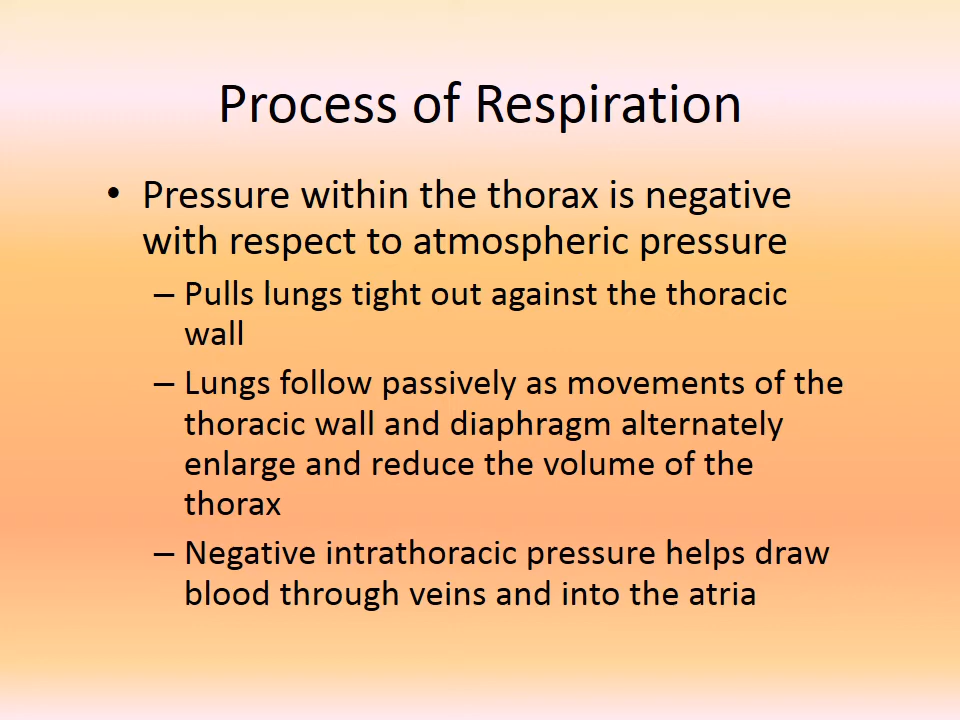 Process of Respiration
• Pressure within the thorax is negative
with respect to atmospheric pressure
– Pulls lungs tight out against the thoracic
wall
– Lungs follow passively as movements of the
thoracic wall and diaphragm alternately
enlarge and reduce the volume of the
thorax
– Negative intrathoracic pressure helps draw
blood through veins and into the atria